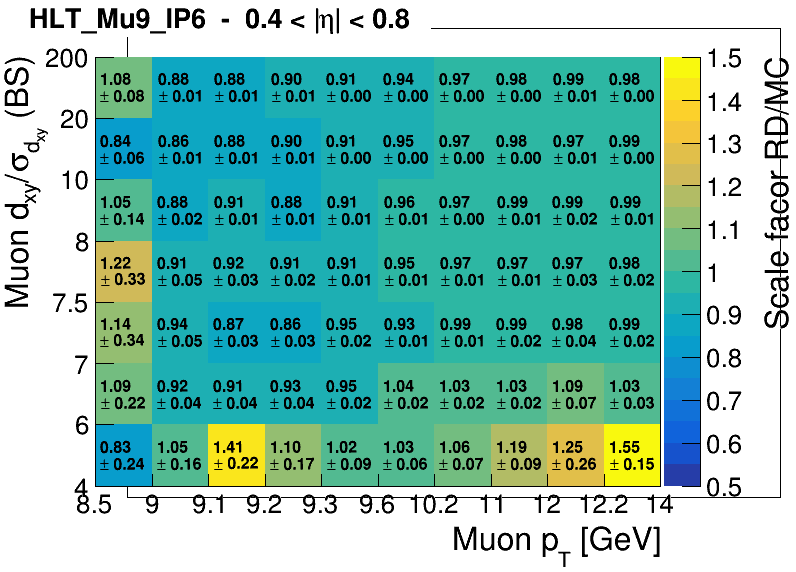 HLT_Mu9_IP6 - 0.4 < |η| < 0.8
Muon d_xy/σ_d_xy (BS)
200
20
10
8
7.5
7
6
4
1.08 0.88 0.88 0.90 0.91 0.94 0.97 0.98 0.99 0.98
± 0.08 ± 0.01 ± 0.01 ± 0.01 ± 0.00 ± 0.00 ± 0.00 ± 0.00 ± 0.01 ± 0.00
0.84 0.86 0.88 0.90 0.91 0.95 0.97 0.98 0.97 0.99
± 0.06 ± 0.01 ± 0.01 ± 0.01 ± 0.00 ± 0.00 ± 0.00 ± 0.00 ± 0.01 ± 0.00
1.05 0.88 0.91 0.88 0.91 0.96 0.97 0.99 0.99 0.99
± 0.14 ± 0.02 ± 0.01 ± 0.01 ± 0.01 ± 0.01 ± 0.00 ± 0.01 ± 0.02 ± 0.01
1.22 0.91 0.92 0.91 0.91 0.95 0.97 0.97 0.97 0.98
± 0.33 ± 0.05 ± 0.03 ± 0.02 ± 0.01 ± 0.01 ± 0.01 ± 0.01 ± 0.03 ± 0.02
1.14 0.94 0.87 0.86 0.95 0.93 0.99 0.99 0.98 0.99
± 0.34 ± 0.05 ± 0.03 ± 0.03 ± 0.02 ± 0.01 ± 0.01 ± 0.02 ± 0.04 ± 0.02
1.09 0.92 0.91 0.93 0.95 1.04 1.03 1.03 1.09 1.03
± 0.22 ± 0.04 ± 0.04 ± 0.04 ± 0.02 ± 0.02 ± 0.02 ± 0.02 ± 0.07 ± 0.03
0.83 1.05 1.41 1.10 1.02 1.03 1.06 1.19 1.25 1.55
± 0.24 ± 0.16 ± 0.22 ± 0.17 ± 0.09 ± 0.06 ± 0.07 ± 0.09 ± 0.26 ± 0.15
8.5 9 9.1 9.2 9.3 9.6 10.2 11 12 12.2 14
Muon p_T [GeV]
1.5
1.4
1.3
1.2
1.1
1
0.9
0.8
0.7
0.6
0.5
Scale facor RD/MC